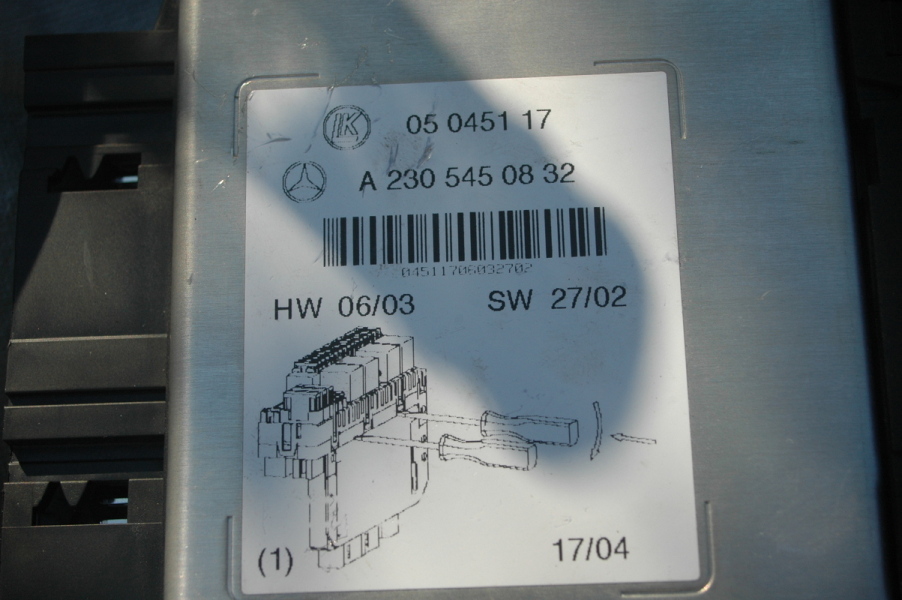 05 0451 17
A 230 545 08 32
04511706032702
HW 06/03 SW 27/02
(1) 17/04